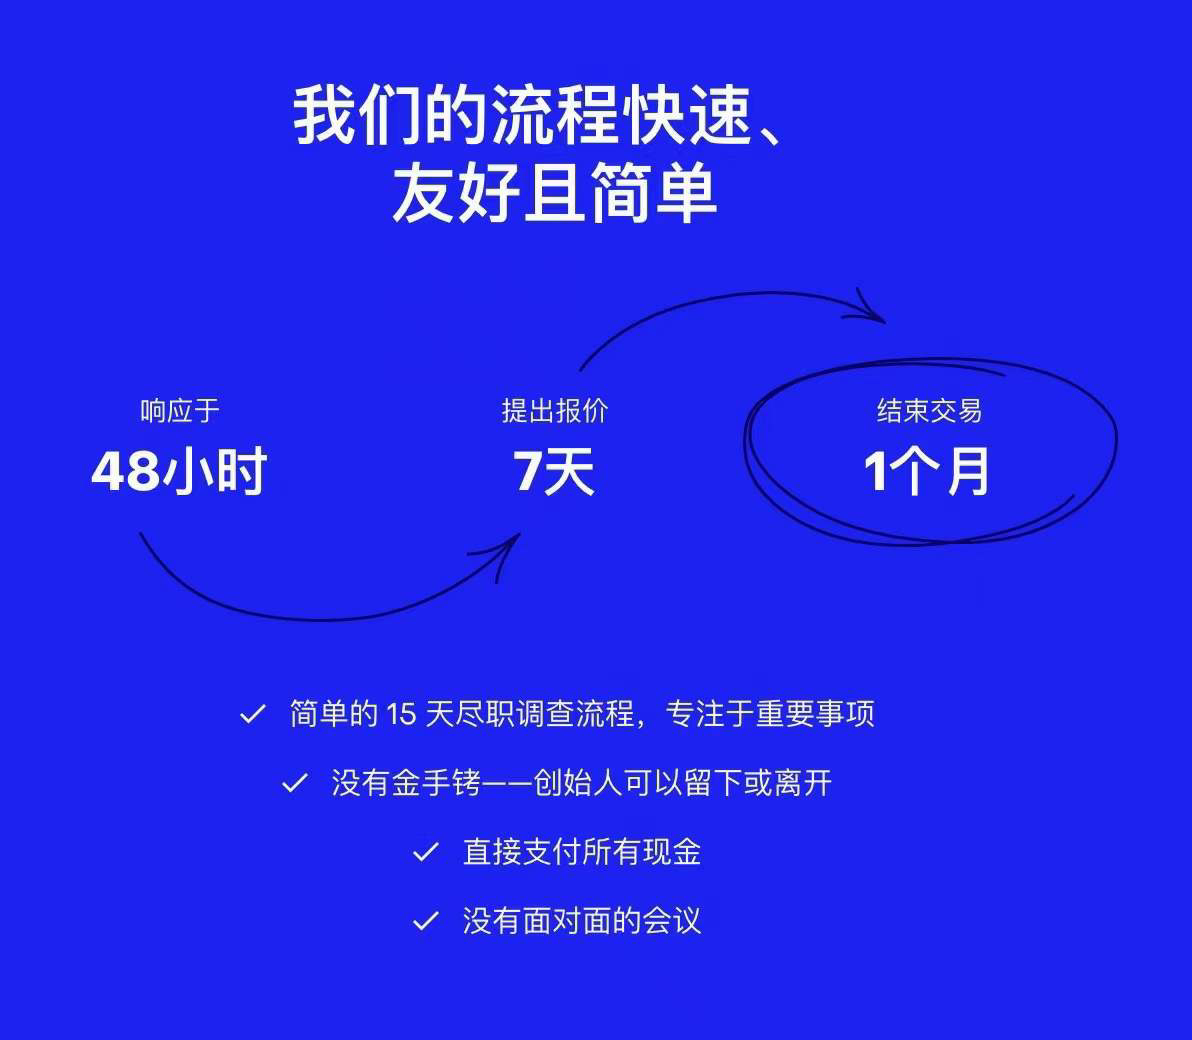 我们的流程快速、
友好且简单
响应于
48小时
提出报价
7天
结束交易
1个月
简单的 15 天尽职调查流程，专注于重要事项
没有金手铐——创始人可以留下或离开
直接支付所有现金
没有面对面的会议